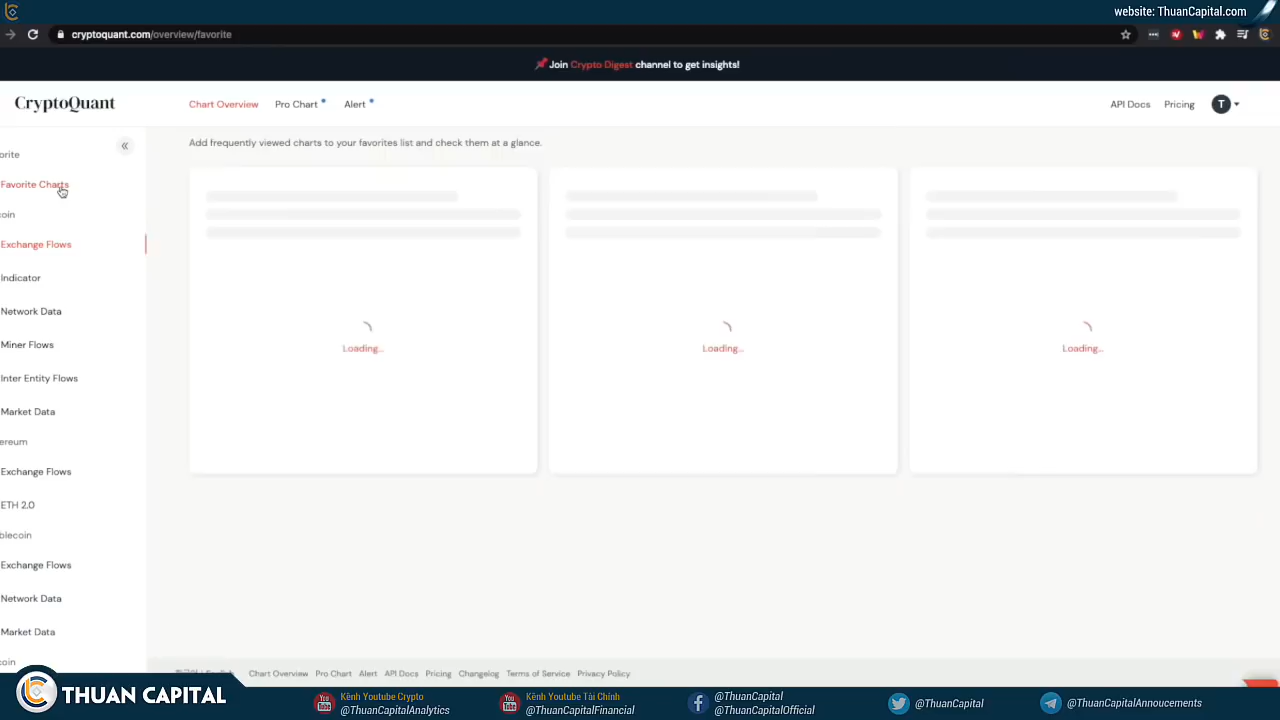 website: ThuanCapital.com
cryptoquant.com/overview/favorite
Join Crypto Digest channel to get insights!
CryptoQuant
Chart Overview
Pro Chart
Alert
API Docs
Pricing
T
Add frequently viewed charts to your favorites list and check them at a glance.
orite
Favorite Charts
coin
Exchange Flows
Indicator
Network Data
Miner Flows
Inter Entity Flows
Market Data
ereum
Exchange Flows
ETH 2.0
blecoin
Exchange Flows
Network Data
Market Data
coin
Loading...
Loading...
Loading...
Chart Overview
Pro Chart
Alert
API Docs
Pricing
Changelog
Terms of Service
Privacy Policy
THUAN CAPITAL
Kênh Youtube Crypto
@ThuanCapitalAnalytics
Kênh Youtube Tài Chính
@ThuanCapitalFinancial
@ThuanCapital
@ThuanCapitalOfficial
@ThuanCapital
@ThuanCapitalAnnoucements